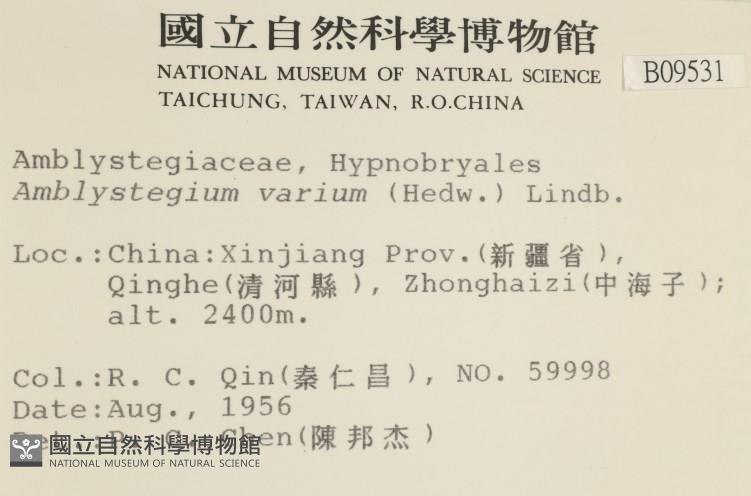 國立自然科學博物館
NATIONAL MUSEUM OF NATURAL SCIENCE
TAICHUNG, TAIWAN, R.O.CHINA
B09531
Amblystegiaceae, Hypnobryales
Amblystegium varium (Hedw.) Lindb.
Loc.:China:Xinjiang Prov.(新疆省),
Qinghe(清河縣), Zhonghaizi(中海子);
alt. 2400m.
Col.:R. C. Qin(秦仁昌), NO. 59998
Date:Aug., 1956
Det.:P. C. Chen(陳邦杰)
國立自然科學博物館
NATIONAL MUSEUM OF NATURAL SCIENCE